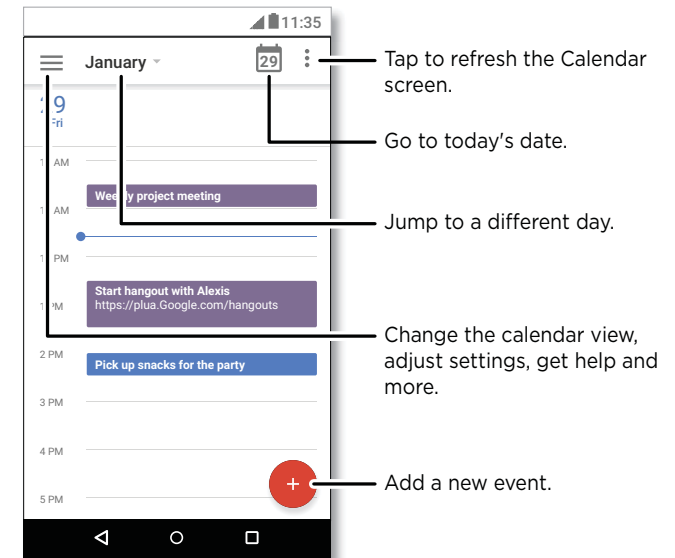 11:35
January
29
Tap to refresh the Calendar
screen.
Fri
Go to today's date.
AM
Weekly project meeting
AM
Jump to a different day.
PM
Start hangout with Alexis
https://plua.Google.com/hangouts
PM
Change the calendar view,
adjust settings, get help and
more.
2 PM
Pick up snacks for the party
3 PM
4 PM
Add a new event.
+
5 PM